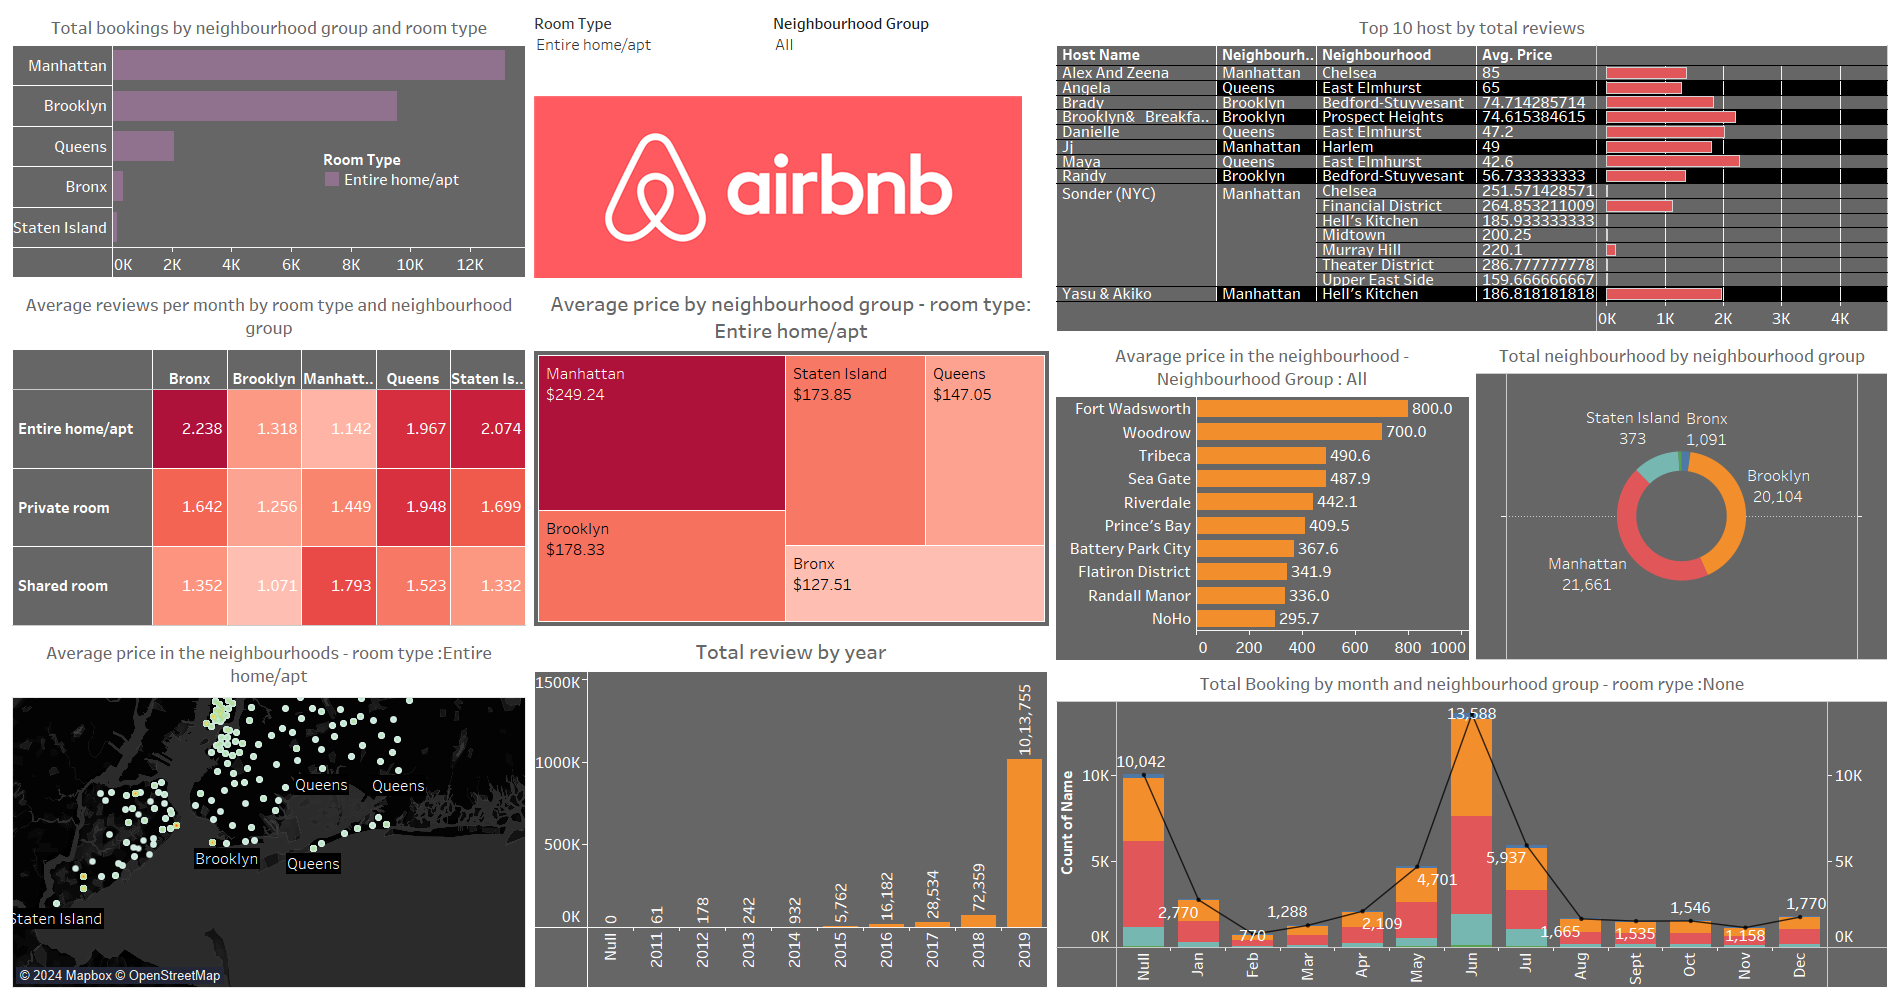 Total bookings by neighbourhood group and room type
Manhattan
Brooklyn
Queens
Bronx
Staten Island
0K 2K 4K 6K 8K 10K 12K
Room Type
Entire home/apt
Room Type
Entire home/apt
Neighbourhood Group
All
airbnb
Top 10 host by total reviews
Host Name Neighbourh.. Neighbourhood Avg. Price
Alex And Zeena Manhattan Chelsea 85
Angela Queens East Elmhurst 65
Brady Brooklyn Bedford-Stuyvesant 74.714285714
Brooklyn& Breakfa.. Brooklyn Prospect Heights 74.615384615
Danielle Queens East Elmhurst 47.2
Jj Manhattan Harlem 49
Maya Queens East Elmhurst 42.6
Randy Brooklyn Bedford-Stuyvesant 56.733333333
Sonder (NYC) Manhattan Chelsea 251.571428571
Financial District 264.853211009
Hell's Kitchen 185.933333333
Midtown 200.25
Murray Hill 220.1
Theater District 286.777777778
Upper East Side 159.666666667
Yasu & Akiko Manhattan Hell's Kitchen 186.818181818
0K 1K 2K 3K 4K
Average reviews per month by room type and neighbourhood
group
Bronx Brooklyn Manhatt.. Queens Staten Is..
Entire home/apt 2.238 1.318 1.142 1.967 2.074
Private room 1.642 1.256 1.449 1.948 1.699
Shared room 1.352 1.071 1.793 1.523 1.332
Average price by neighbourhood group - room type:
Entire home/apt
Manhattan
$249.24
Staten Island
$173.85
Queens
$147.05
Brooklyn
$178.33
Bronx
$127.51
Avarage price in the neighbourhood -
Neighbourhood Group : All
Fort Wadsworth 800.0
Woodrow 700.0
Tribeca 490.6
Sea Gate 487.9
Riverdale 442.1
Prince's Bay 409.5
Battery Park City 367.6
Flatiron District 341.9
Randall Manor 336.0
NoHo 295.7
0 200 400 600 800 1000
Total neighbourhood by neighbourhood group
Staten Island
373
Bronx
1,091
Brooklyn
20,104
Manhattan
21,661
Average price in the neighbourhoods - room type :Entire
home/apt
Queens
Queens
Brooklyn
Queens
Staten Island
© 2024 Mapbox © OpenStreetMap
Total review by year
1500K
1000K
500K
0K
0
61
178
242
932
5,762
16,182
28,534
72,359
10,13,755
Null 2011 2012 2013 2014 2015 2016 2017 2018 2019
Total Booking by month and neighbourhood group - room rype :None
Count of Name
10K
5K
0K
10,042
2,770
770
1,288
2,109
4,701
13,588
5,937
1,665
1,535
1,546
1,158
1,770
10K
5K
0K
Null Jan Feb Mar Apr May Jun Jul Aug Sept Oct Nov Dec